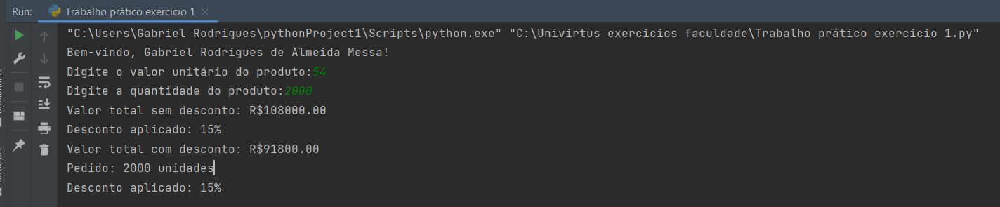 Run: Trabalho prático exercicio 1 ×
"C:\Users\Gabriel Rodrigues\pythonProject1\Scripts\python.exe" "C:\Univirtus exercicios faculdade\Trabalho prático exercicio 1.py"
Bem-vindo, Gabriel Rodrigues de Almeida Messa!
Digite o valor unitário do produto:54
Digite a quantidade do produto:2000
Valor total sem desconto: R$108000.00
Desconto aplicado: 15%
Valor total com desconto: R$91800.00
Pedido: 2000 unidades
Desconto aplicado: 15%